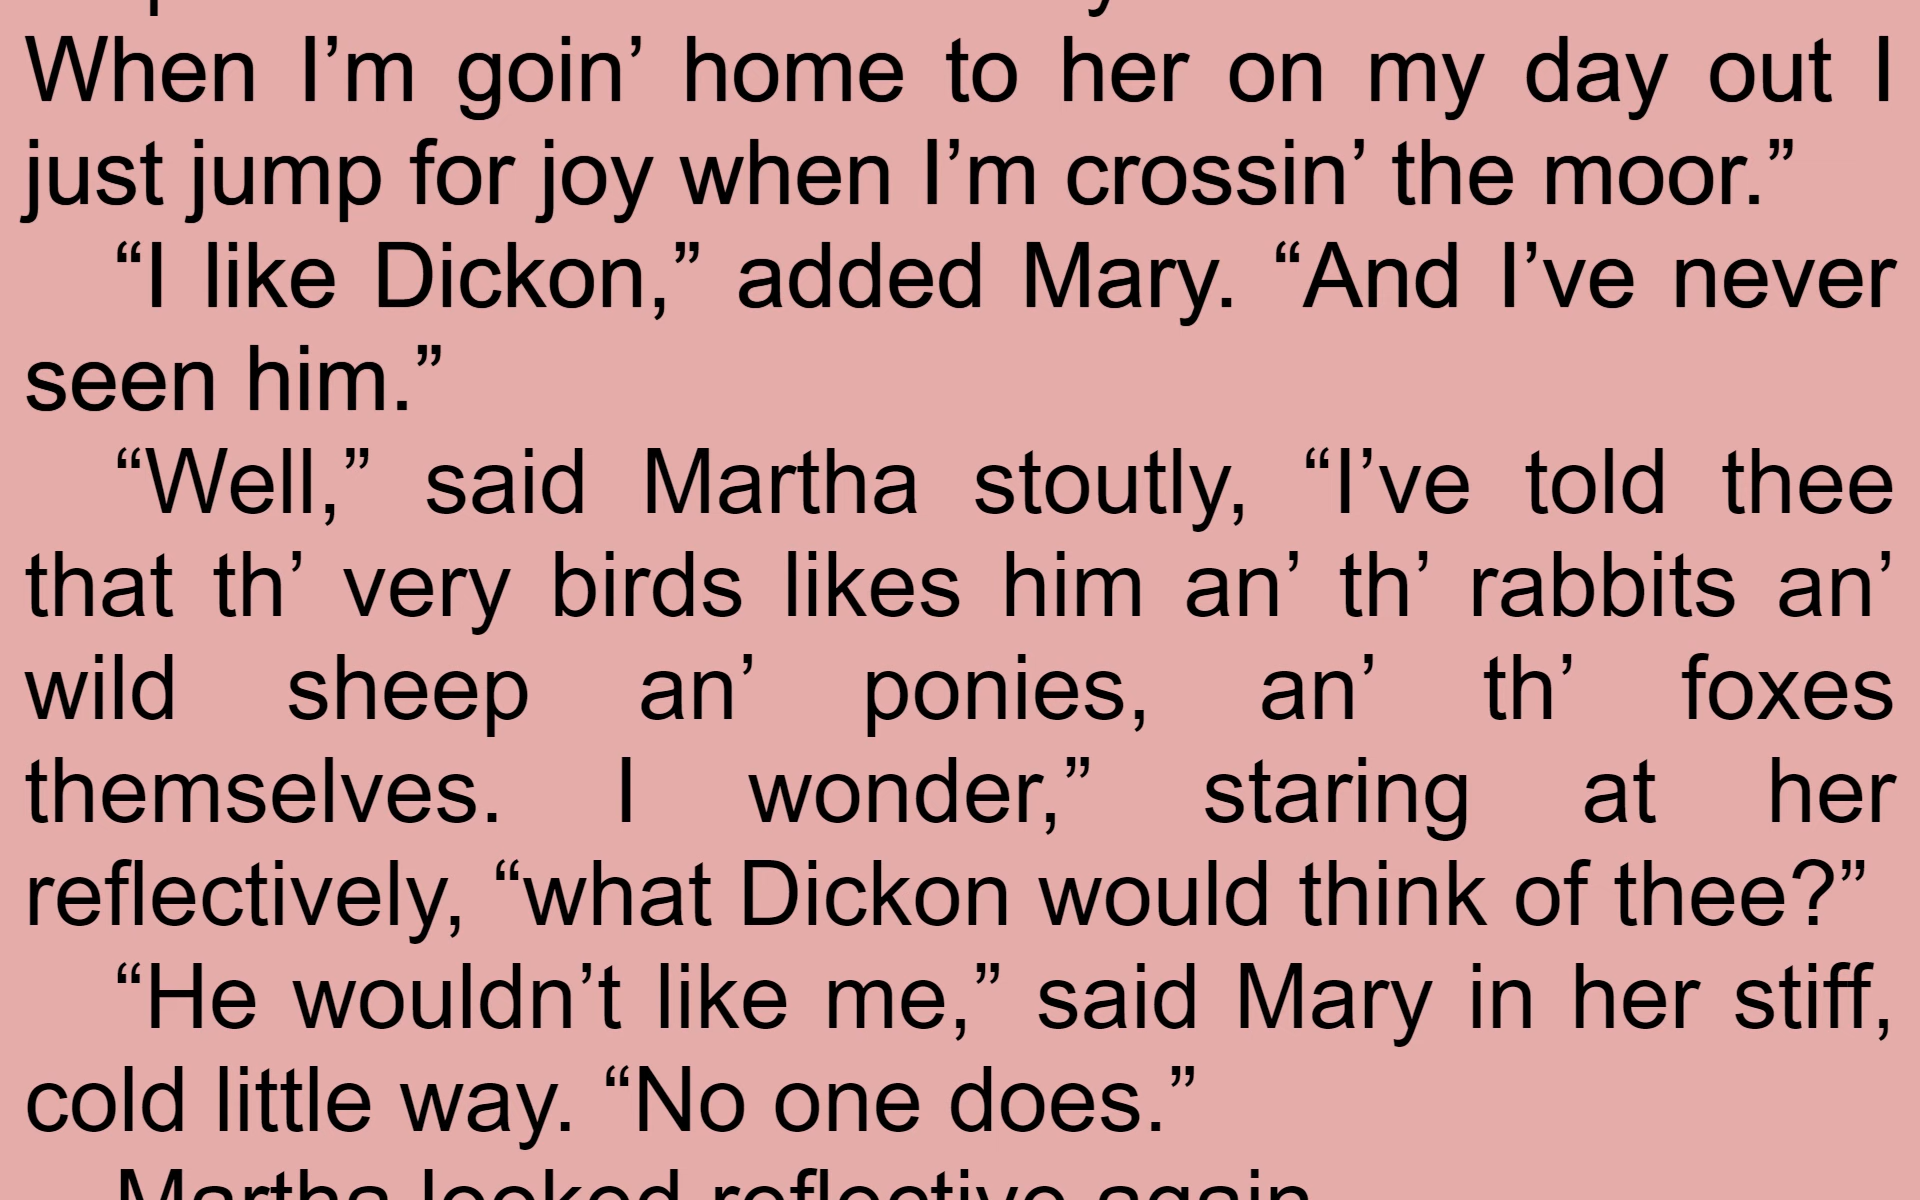 When I’m goin’ home to her on my day out I
just jump for joy when I’m crossin’ the moor.”
“I like Dickon,” added Mary. “And I’ve never
seen him.”
“Well,” said Martha stoutly, “I’ve told thee
that th’ very birds likes him an’ th’ rabbits an’
wild sheep an’ ponies, an’ th’ foxes
themselves. I wonder,” staring at her
reflectively, “what Dickon would think of thee?”
“He wouldn’t like me,” said Mary in her stiff,
cold little way. “No one does.”
Martha looked reflective again.